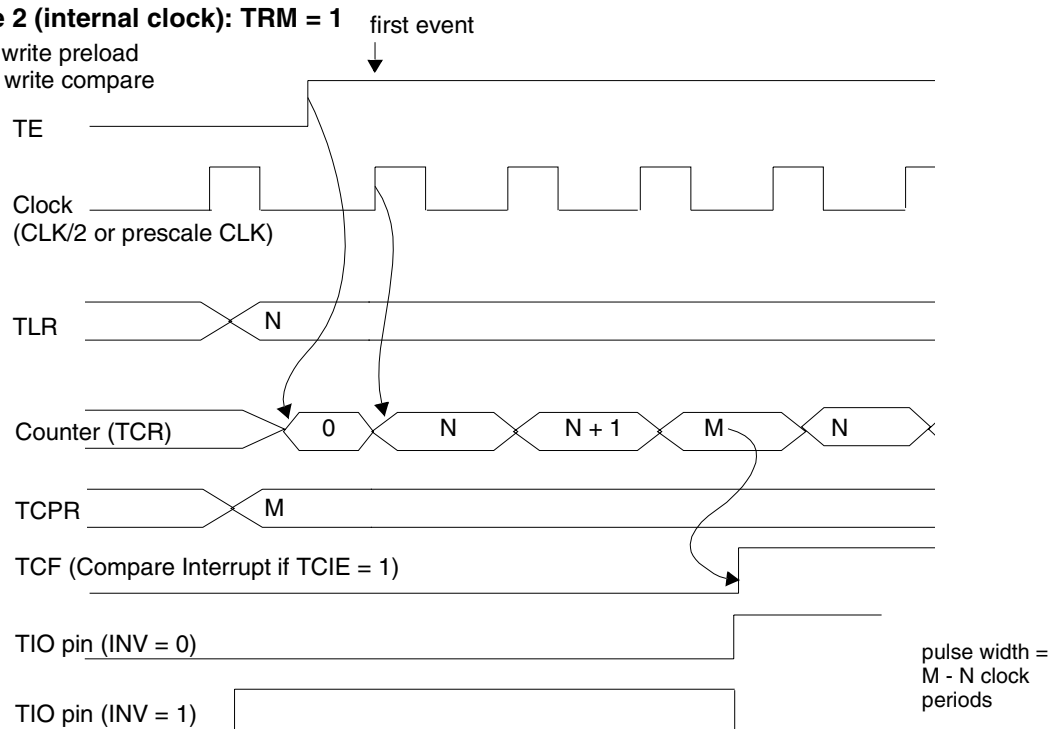 2 (internal clock): TRM = 1
first event
write preload
write compare
TE
Clock
(CLK/2 or prescale CLK)
TLR
N
Counter (TCR)
0
N
N + 1
M
N
TCPR
M
TCF (Compare Interrupt if TCIE = 1)
TIO pin (INV = 0)
pulse width =
M - N clock
periods
TIO pin (INV = 1)